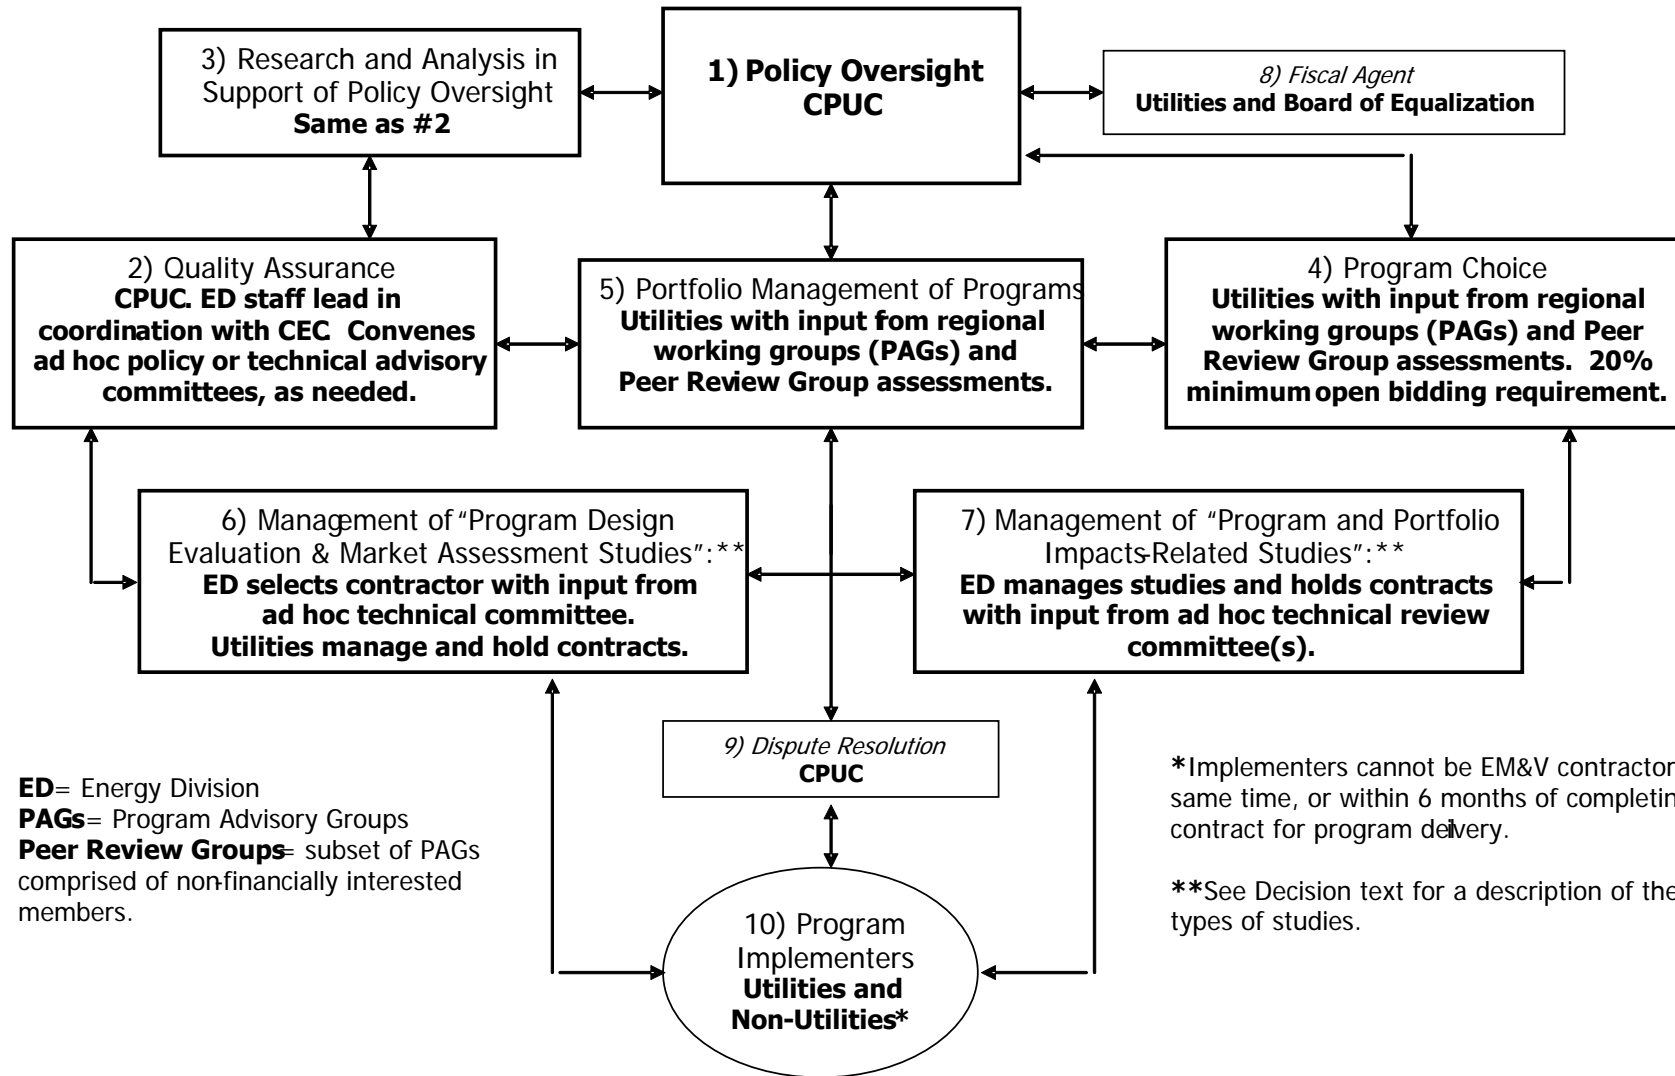 3) Research and Analysis in
Support of Policy Oversight
Same as #2
1) Policy Oversight
CPUC
8) Fiscal Agent
Utilities and Board of Equalization
2) Quality Assurance
CPUC. ED staff lead in
coordination with CEC Convenes
ad hoc policy or technical advisory
committees, as needed.
5) Portfolio Management of Programs
Utilities with input fom regional
working groups (PAGs) and
Peer Review Group assessments.
4) Program Choice
Utilities with input from regional
working groups (PAGs) and Peer
Review Group assessments. 20%
minimum open bidding requirement.
6) Management of "Program Design
Evaluation & Market Assessment Studies":**
ED selects contractor with input from
ad hoc technical committee.
Utilities manage and hold contracts.
7) Management of "Program and Portfolio
Impacts-Related Studies":**
ED manages studies and holds contracts
with input from ad hoc technical review
committee(s).
9) Dispute Resolution
CPUC
ED= Energy Division
PAGs= Program Advisory Groups
Peer Review Groups= subset of PAGs
comprised of non-financially interested
members.
*Implementers cannot be EM&V contractor
same time, or within 6 months of completin
contract for program delivery.
**See Decision text for a description of the
types of studies.
10) Program
Implementers
Utilities and
Non-Utilities*